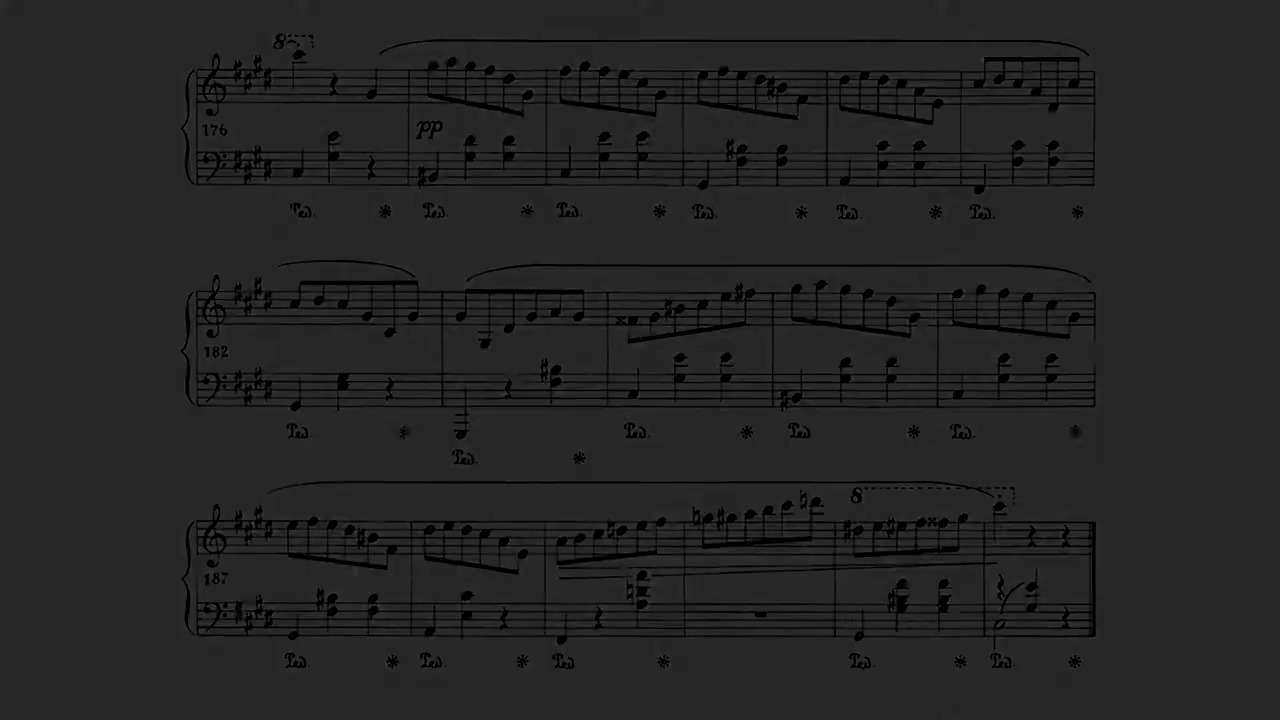 8
176
pp
Ped. * Ped. * Ped. * Ped. * Ped. * Ped. *
182
Ped. * Ped. * Ped. * Ped. *
Ped. *
8
187
Ped. * Ped. * Ped. * Ped. * Ped. *